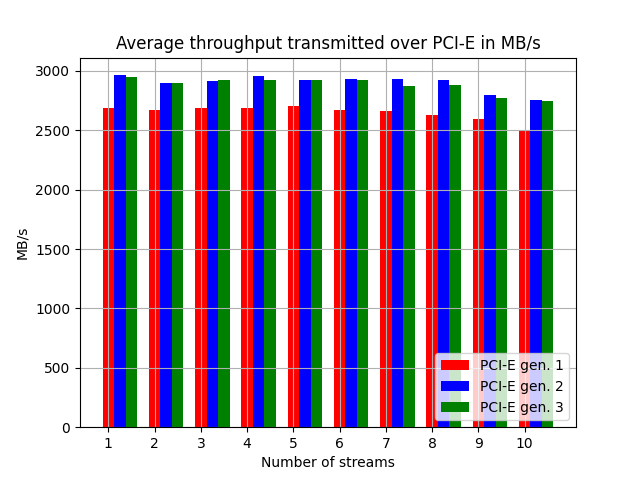 Average throughput transmitted over PCI-E in MB/s
MB/s
3000
2500
2000
1500
1000
500
0
PCI-E gen. 1
PCI-E gen. 2
PCI-E gen. 3
1 2 3 4 5 6 7 8 9 10
Number of streams